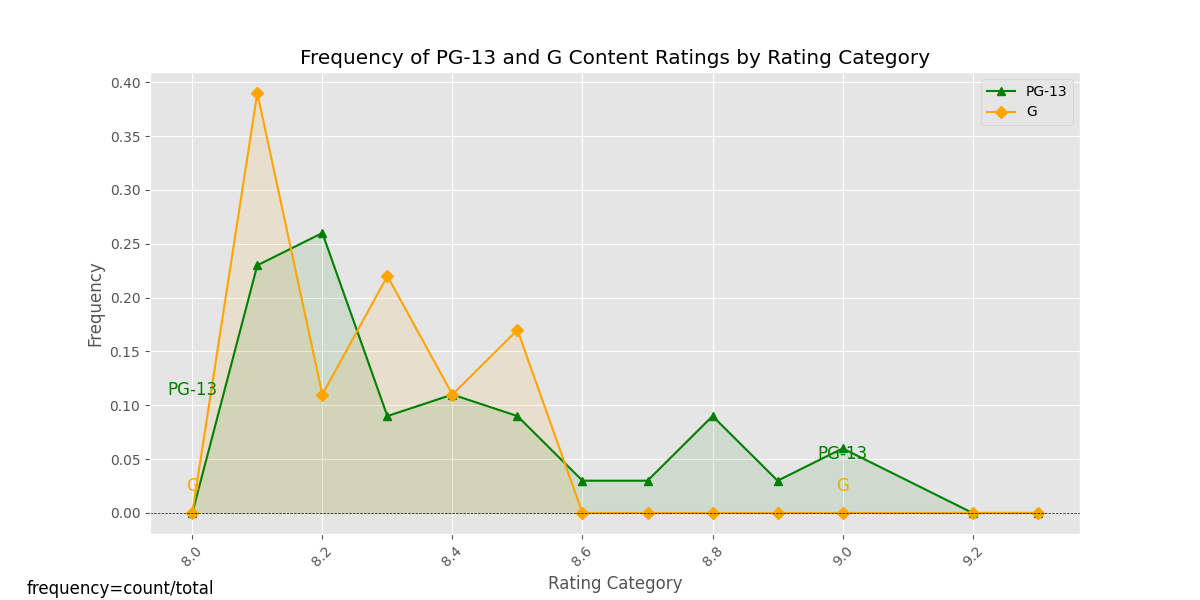 Frequency of PG-13 and G Content Ratings by Rating Category
0.40
0.35
0.30
0.25
0.20
0.15
0.10
0.05
0.00
Frequency
PG-13
G
PG-13
G
PG-13
G
8.0
8.2
8.4
8.6
8.8
9.0
9.2
Rating Category
frequency=count/total